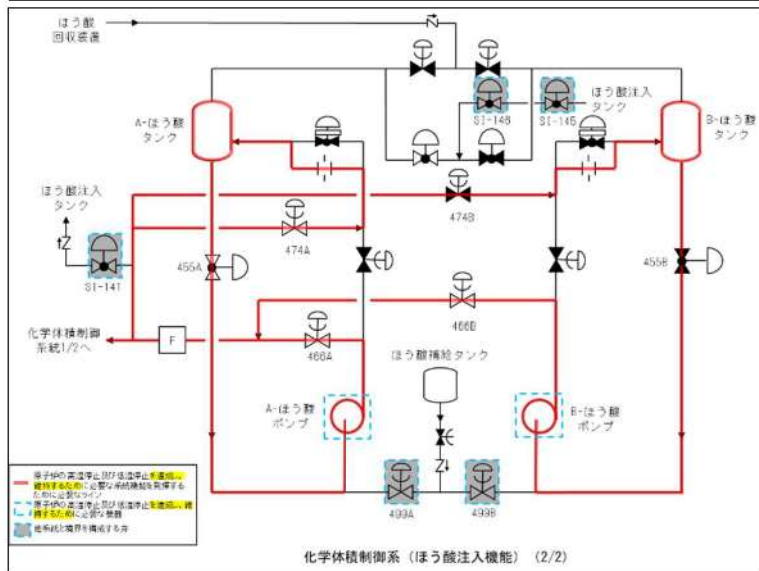 ほう酸
回収装置
A-ほう酸
タンク
SI-146
SI-145
ほう酸注入
タンク
B-ほう酸
タンク
ほう酸注入
タンク
474B
474A
SI-141
455A
455B
466B
化学体積制御
系統1/2へ
F
466A
ほう酸補給タンク
A-ほう酸
ポンプ
B-ほう酸
ポンプ
499A
499B
原子炉の高温停止及び低温停止を達成し、
維持するために必要な系統機能を発揮する
ために必要なライン
原子炉の高温停止及び低温停止を達成し、維
持するために必要な機器
他系統と境界を構成する弁
化学体積制御系（ほう酸注入機能）（2/2）